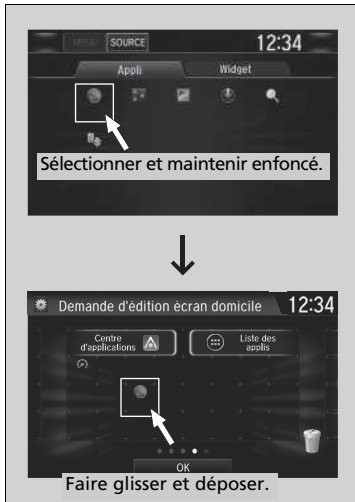 SOURCE
12:34
Appli
Widget
Sélectionner et maintenir enfoncé.
Demande d'édition écran domicile
12:34
Centre
d'applications
Liste des
applis
OK
Faire glisser et déposer.